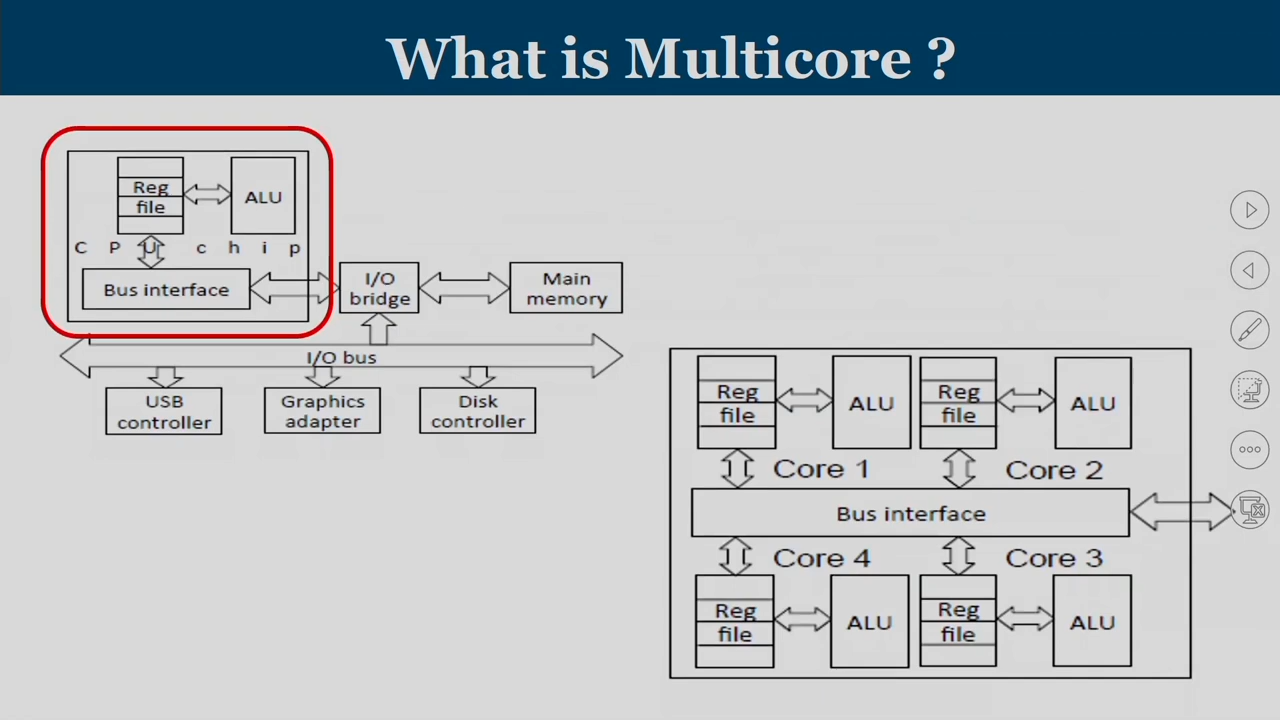 What is Multicore ?
Reg
file
ALU
C P U c h i p
Bus interface
I/O
bridge
Main
memory
I/O bus
USB
controller
Graphics
adapter
Disk
controller
Reg
file
ALU
Reg
file
ALU
Core 1
Core 2
Bus interface
Core 4
Core 3
Reg
file
ALU
Reg
file
ALU